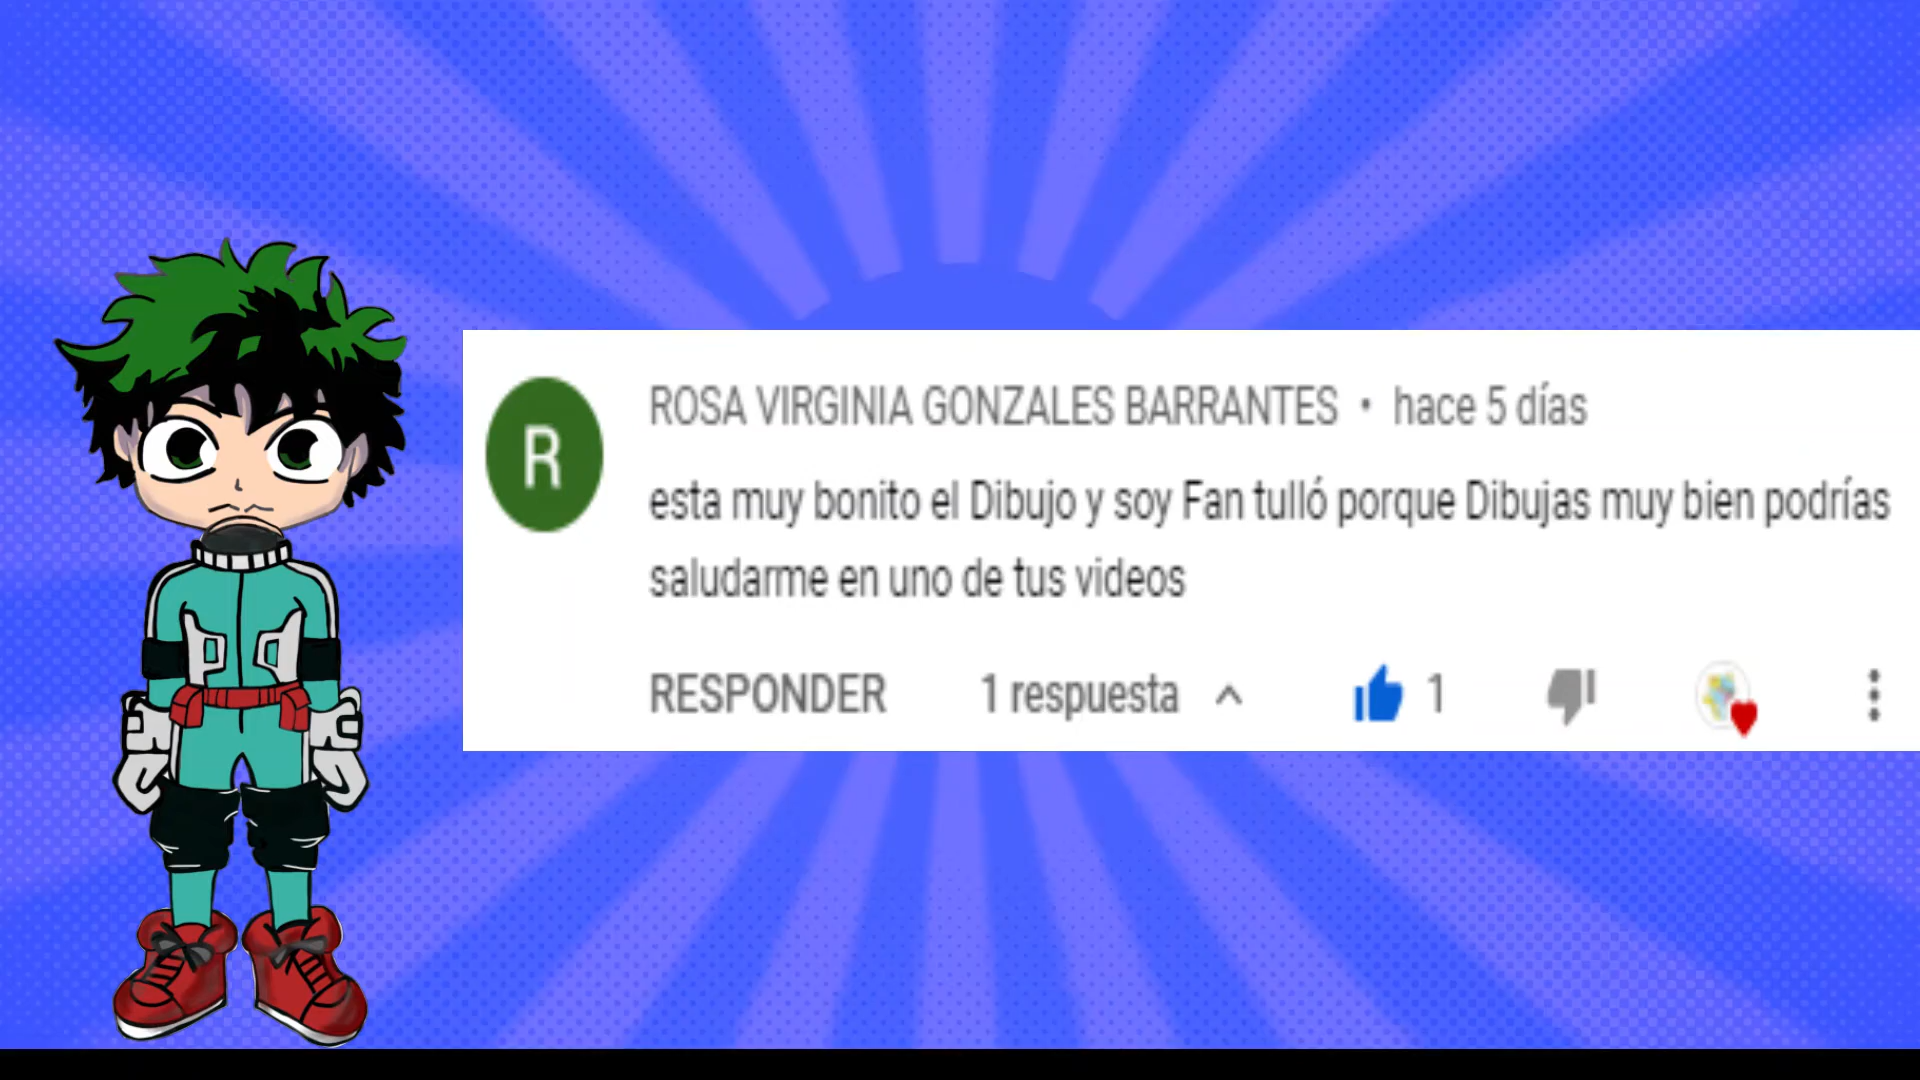 R
ROSA VIRGINIA GONZALES BARRANTES • hace 5 días
esta muy bonito el Dibujo y soy Fan tulló porque Dibujas muy bien podrías
saludarme en uno de tus videos
RESPONDER 1 respuesta 1